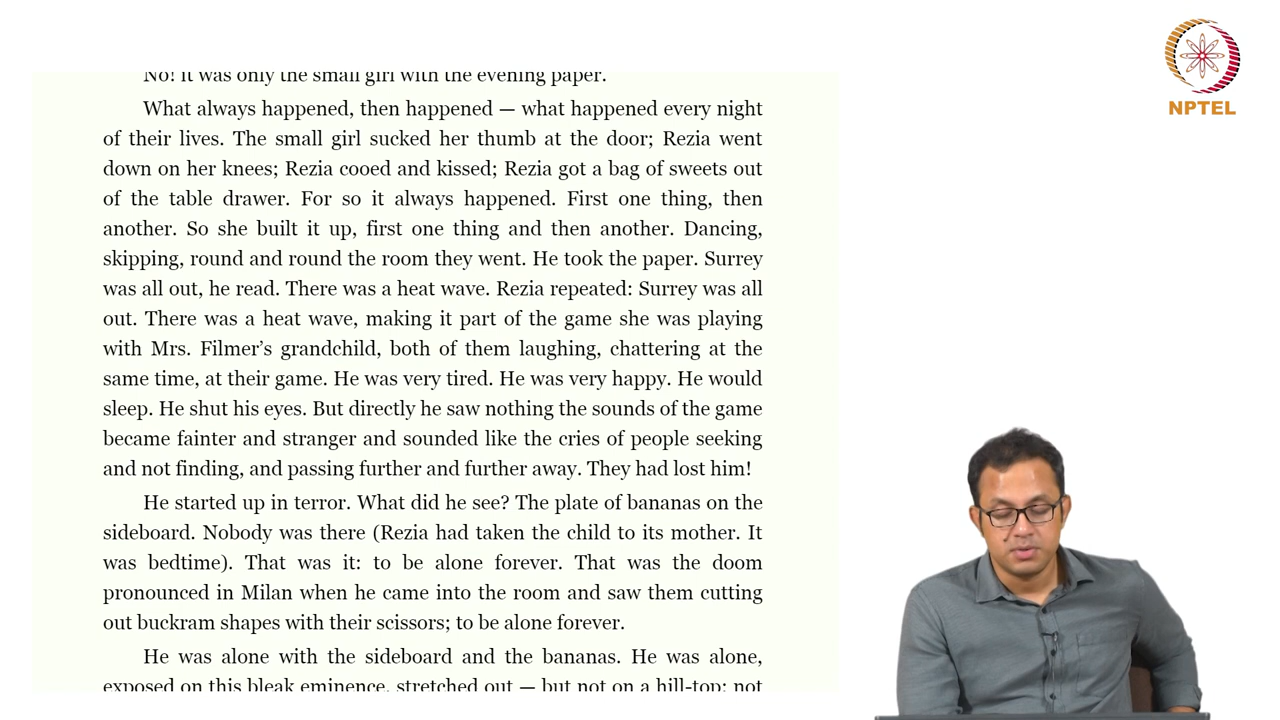 No! It was only the small girl with the evening paper.
What always happened, then happened — what happened every night
of their lives. The small girl sucked her thumb at the door; Rezia went
down on her knees; Rezia cooed and kissed; Rezia got a bag of sweets out
of the table drawer. For so it always happened. First one thing, then
another. So she built it up, first one thing and then another. Dancing,
skipping, round and round the room they went. He took the paper. Surrey
was all out, he read. There was a heat wave. Rezia repeated: Surrey was all
out. There was a heat wave, making it part of the game she was playing
with Mrs. Filmer’s grandchild, both of them laughing, chattering at the
same time, at their game. He was very tired. He was very happy. He would
sleep. He shut his eyes. But directly he saw nothing the sounds of the game
became fainter and stranger and sounded like the cries of people seeking
and not finding, and passing further and further away. They had lost him!
He started up in terror. What did he see? The plate of bananas on the
sideboard. Nobody was there (Rezia had taken the child to its mother. It
was bedtime). That was it: to be alone forever. That was the doom
pronounced in Milan when he came into the room and saw them cutting
out buckram shapes with their scissors; to be alone forever.
He was alone with the sideboard and the bananas. He was alone,
exposed on this bleak eminence, stretched out — but not on a hill-top; not
NPTEL